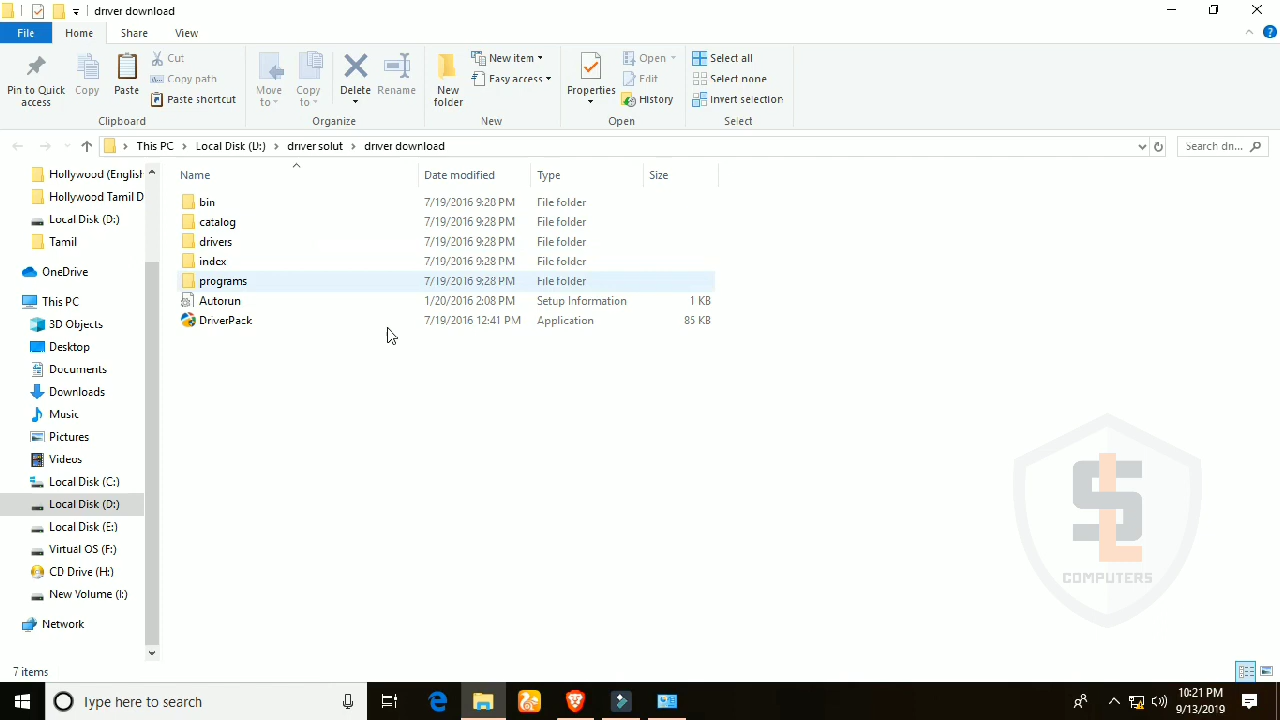 driver download
File Home Share View
Pin to Quick access
Copy
Paste
Cut
Copy path
Paste shortcut
Clipboard
Move to
Copy to
Delete
Rename
Organize
New folder
New item
Easy access
New
Properties
Open
Edit
History
Open
Select all
Select none
Invert selection
Select
This PC > Local Disk (D:) > driver solut > driver download
Search dn...
Name Date modified Type Size
bin 7/19/2016 9:28 PM File folder
catalog 7/19/2016 9:28 PM File folder
drivers 7/19/2016 9:28 PM File folder
index 7/19/2016 9:28 PM File folder
programs 7/19/2016 9:28 PM File folder
Autorun 1/20/2016 2:08 PM Setup Information 1 KB
DriverPack 7/19/2016 12:41 PM Application 85 KB
Hollywood (English
Hollywood Tamil D
Local Disk (D:)
Tamil
OneDrive
This PC
3D Objects
Desktop
Documents
Downloads
Music
Pictures
Videos
Local Disk (C:)
Local Disk (D:)
Local Disk (E:)
Virtual OS (F:)
CD Drive (H:)
New Volume (I:)
Network
SL
COMPUTERS
7 items
Type here to search
10:21 PM
9/13/2019